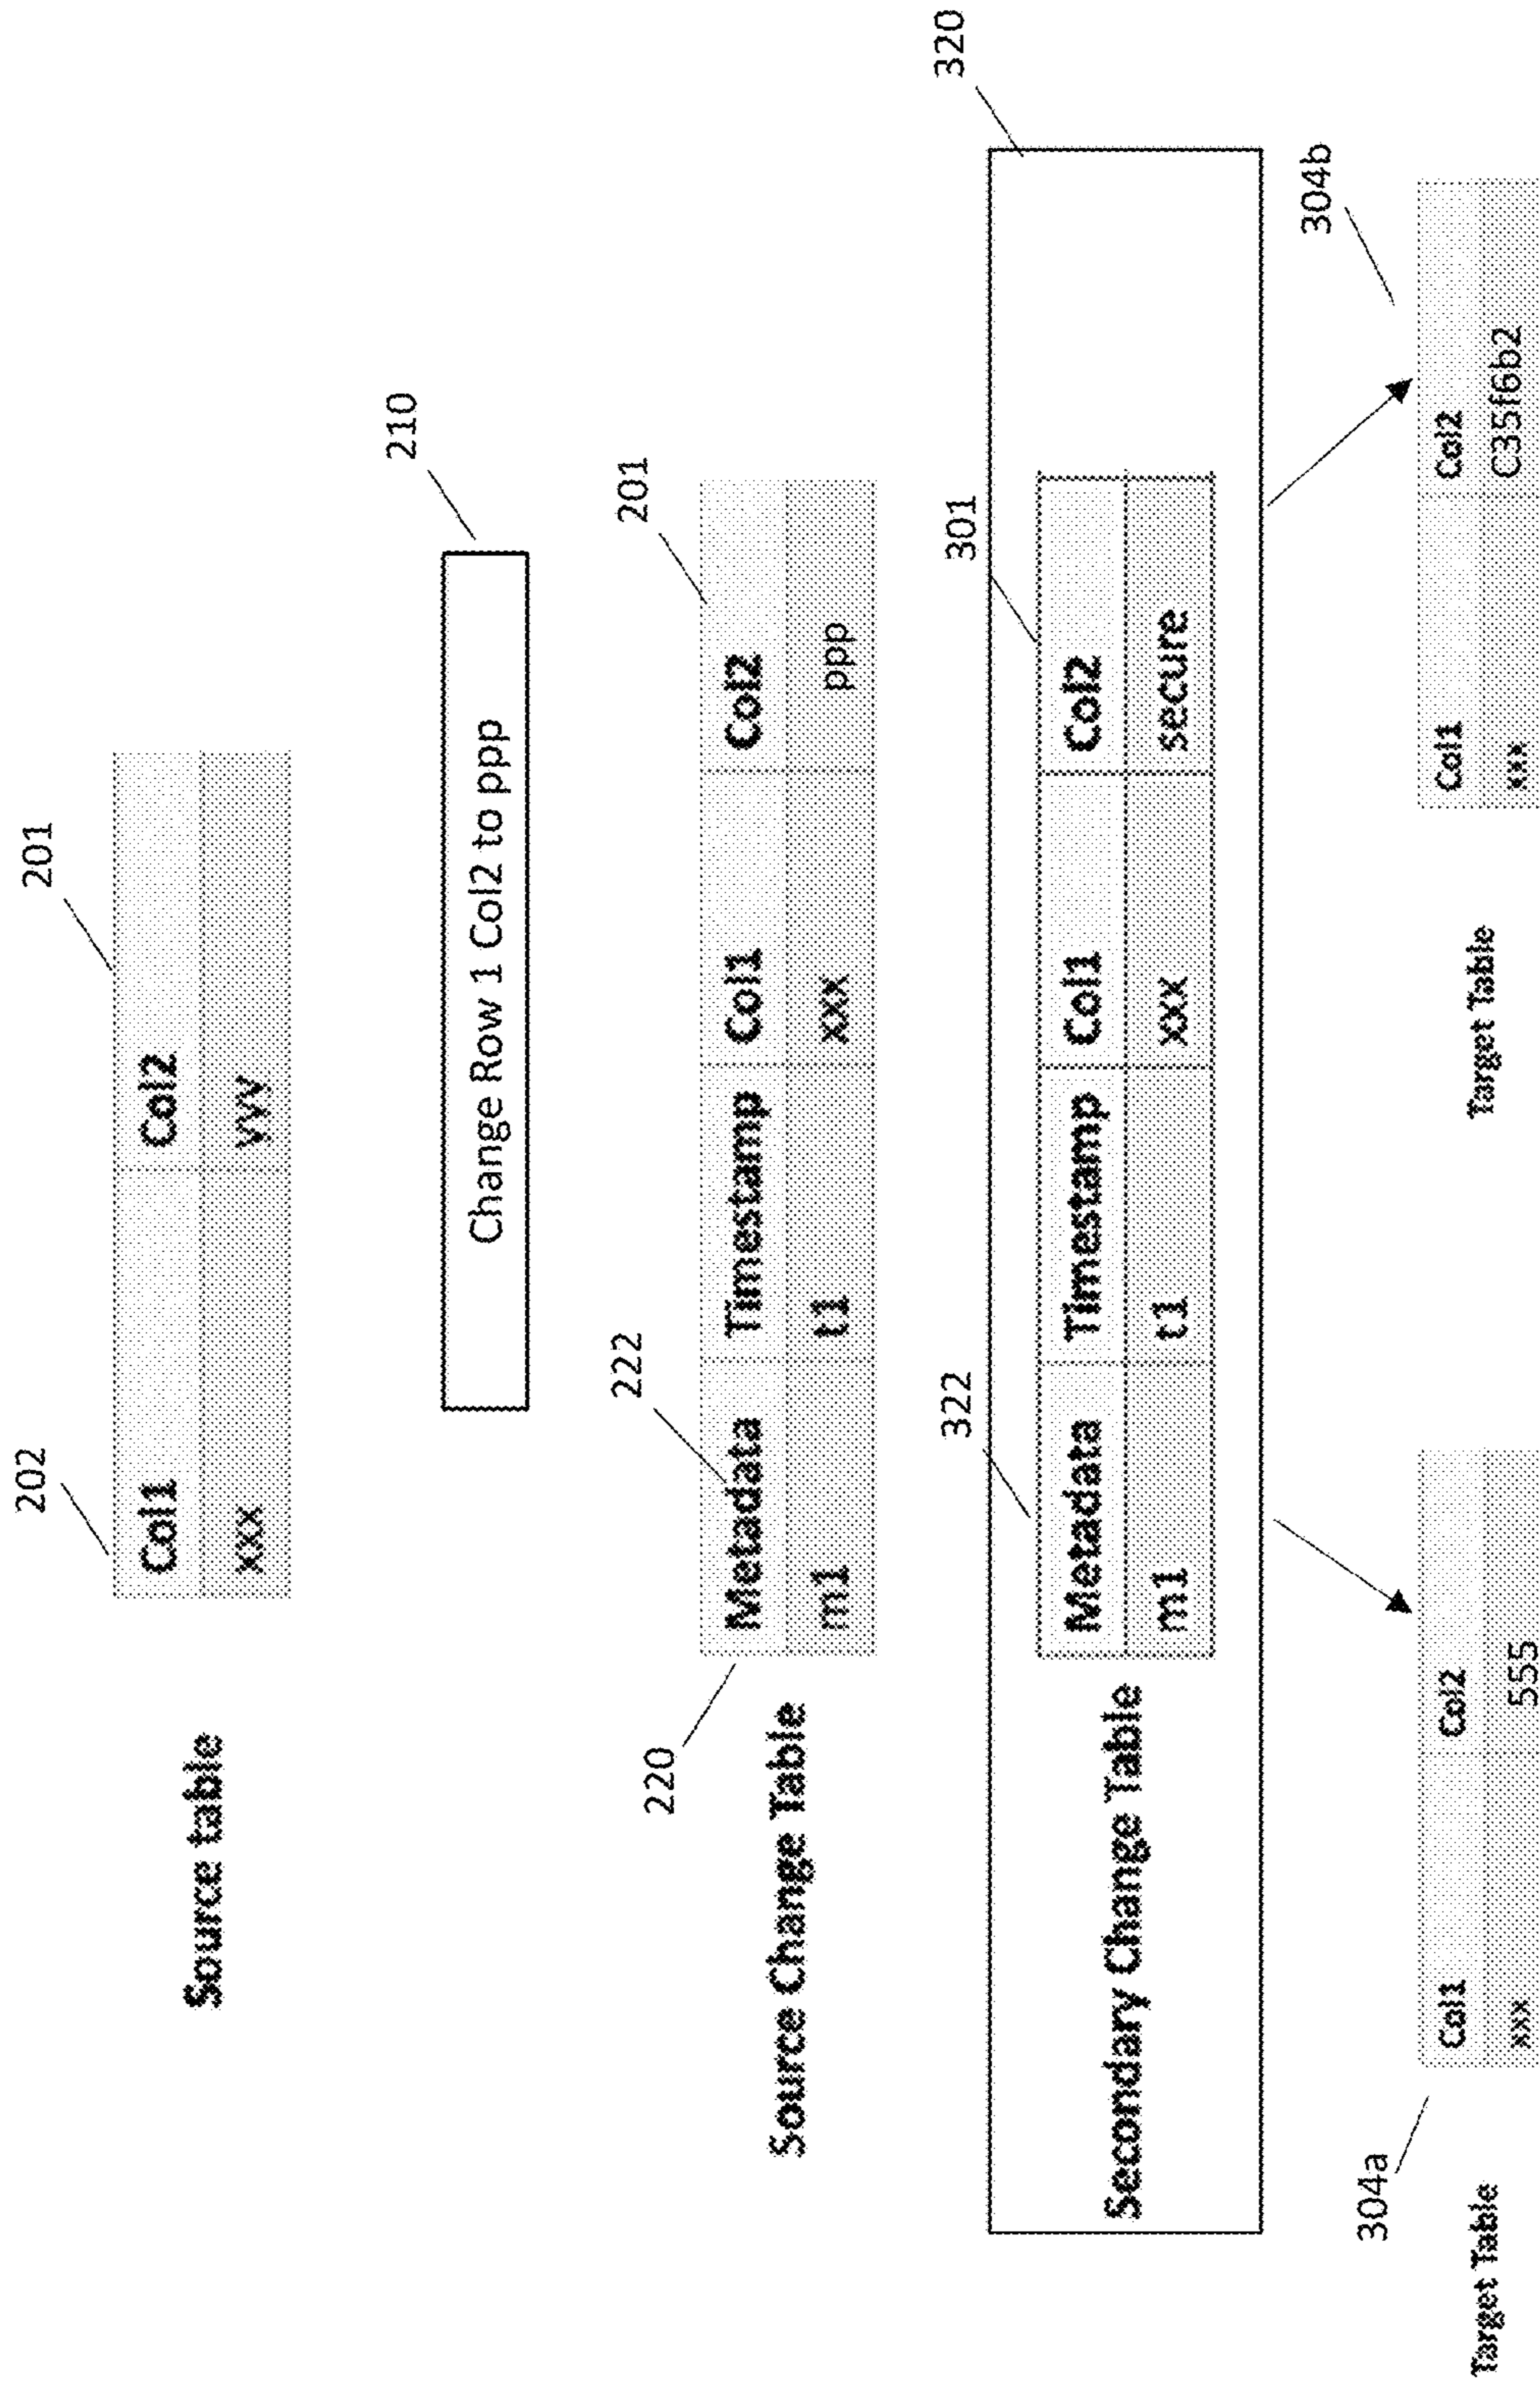 202
201
Source table
Col1 Col2
xxx yyy
210
Change Row 1 Col2 to ppp
220
222
201
Source Change Table
Metadata Timestamp Col1 Col2
m1 t1 xxx ppp
322
301
320
Secondary Change Table
Metadata Timestamp Col1 Col2
m1 t1 xxx secure
304a
304b
Target Table
Col1 Col2
xxx 555
Target Table
Col1 Col2
xxx C35f6b2